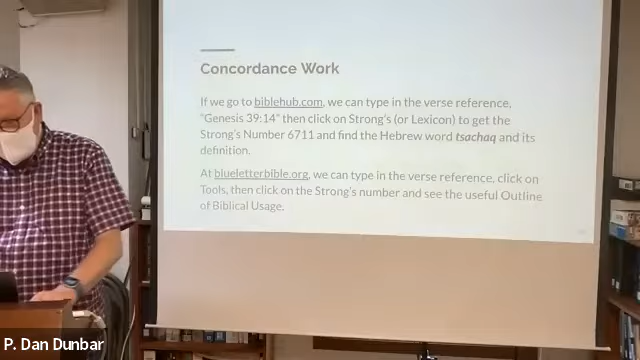 Concordance Work
If we go to biblehub.com, we can type in the verse reference,
"Genesis 39:14" then click on Strong's (or Lexicon) to get the
Strong's Number 6711 and find the Hebrew word tsachaq and its
definition.
At blueletterbible.org, we can type in the verse reference, click on
Tools, then click on the Strong's number and see the useful Outline
of Biblical Usage.
P. Dan Dunbar